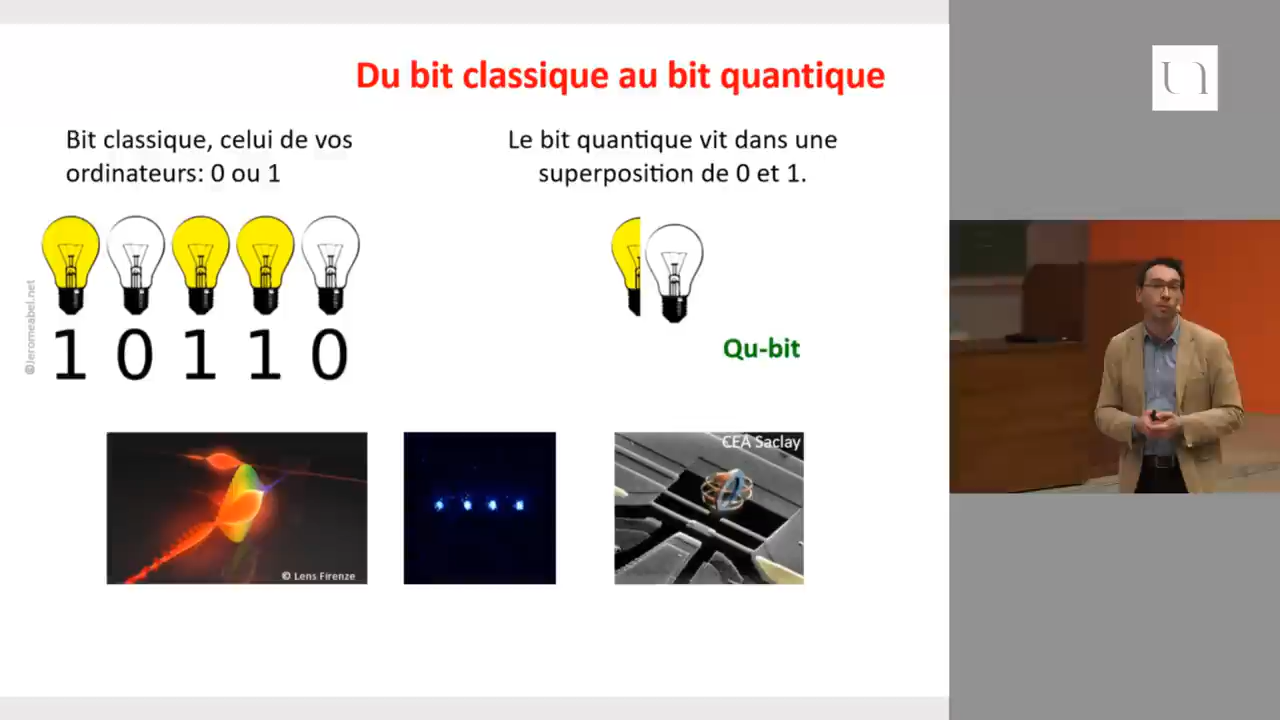 Du bit classique au bit quantique
Bit classique, celui de vos
ordinateurs: 0 ou 1
Le bit quantique vit dans une
superposition de 0 et 1.
©Jeromeabel.net
1 0 1 1 0
Qu-bit
© Lens Firenze
CEA Saclay